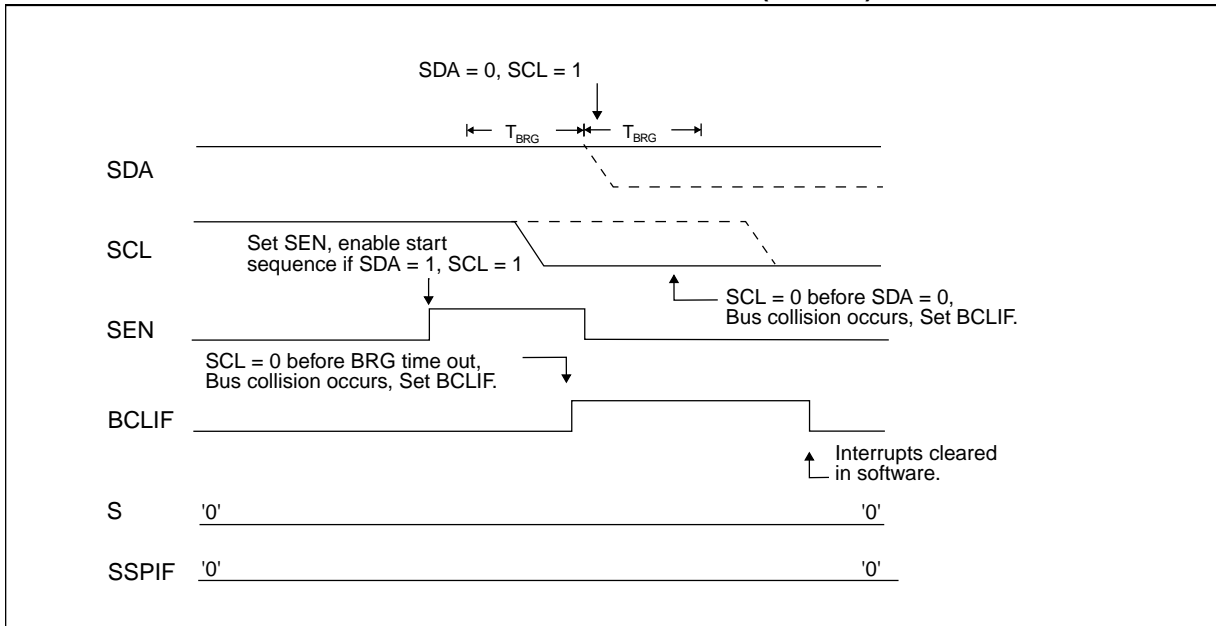 SDA = 0, SCL = 1
TBRG TBRG
SDA
SCL
Set SEN, enable start
sequence if SDA = 1, SCL = 1
SCL = 0 before SDA = 0,
Bus collision occurs, Set BCLIF.
SEN
SCL = 0 before BRG time out,
Bus collision occurs, Set BCLIF.
BCLIF
Interrupts cleared
in software.
S '0' '0'
SSPIF '0' '0'